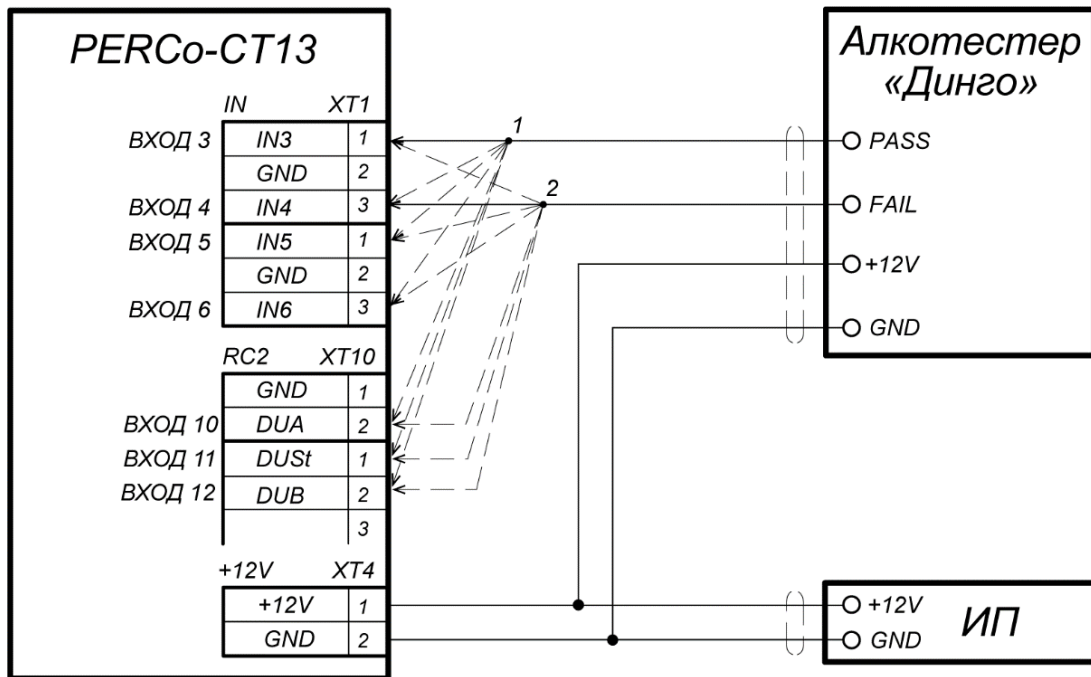 PERCo-CT13
IN XT1
ВХОД 3 IN3 1
GND 2
ВХОД 4 IN4 3
ВХОД 5 IN5 1
GND 2
ВХОД 6 IN6 3
RC2 XT10
GND 1
ВХОД 10 DUA 2
ВХОД 11 DUSt 1
ВХОД 12 DUB 2
3
+12V XT4
+12V 1
GND 2
1
2
Алкотестер
«Динго»
PASS
FAIL
+12V
GND
+12V
GND
ИП